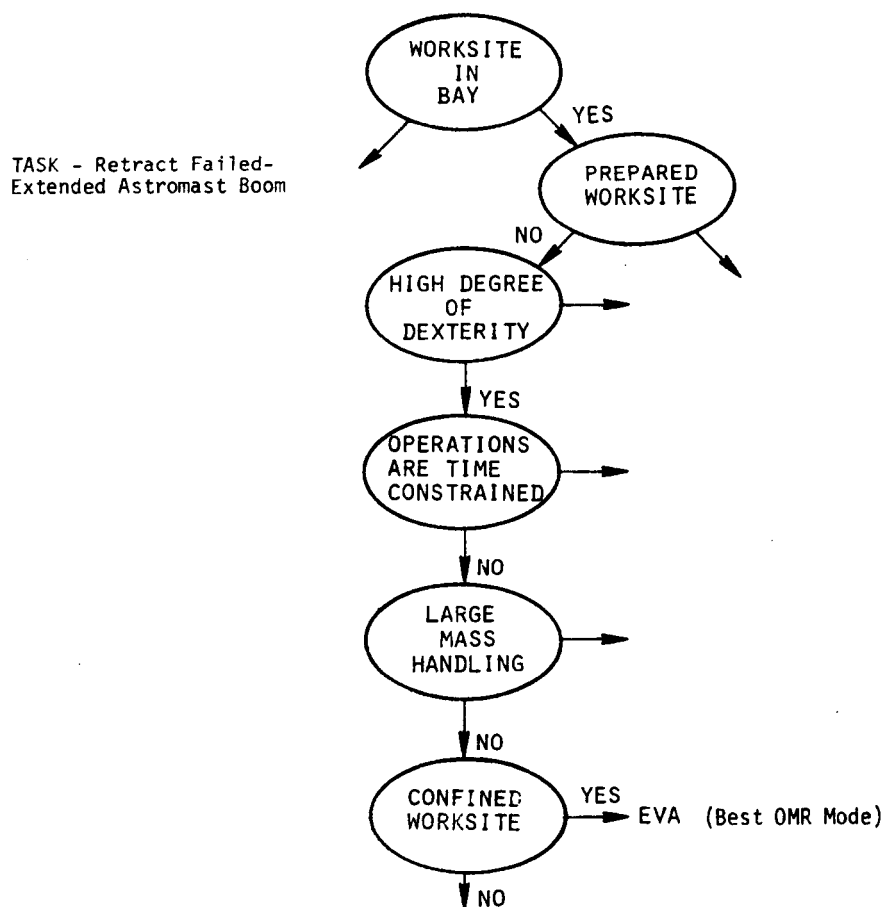 WORKSITE
IN
BAY
YES
TASK - Retract Failed-
Extended Astromast Boom
PREPARED
WORKSITE
NO
HIGH DEGREE
OF
DEXTERITY
YES
OPERATIONS
ARE TIME
CONSTRAINED
NO
LARGE
MASS
HANDLING
NO
CONFINED
WORKSITE
YES
EVA (Best OMR Mode)
NO